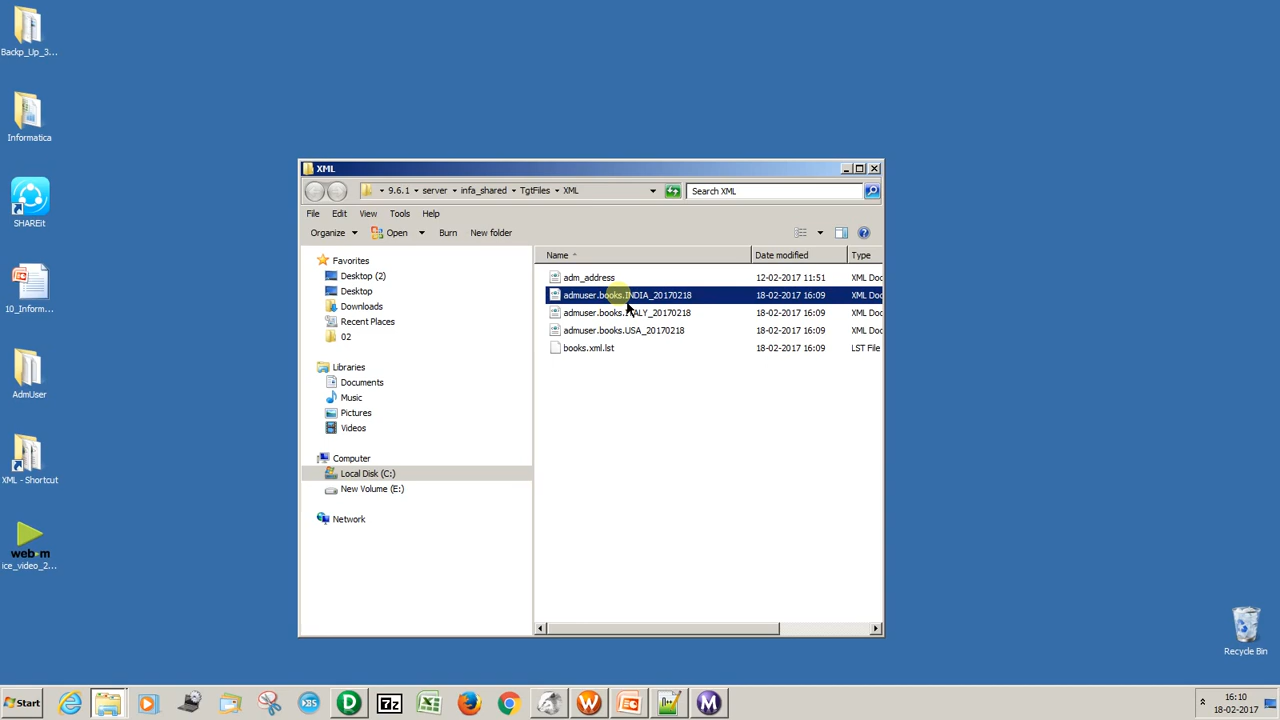 Backp_Up_3...
Informatica
SHAREit
10_Inform...
AdmUser
XML - Shortcut
web m
ice_video_2...
XML
9.6.1 server infa_shared TgtFiles XML
Search XML
File Edit View Tools Help
Organize Open Burn New folder
Favorites
Desktop (2)
Desktop
Downloads
Recent Places
02
Libraries
Documents
Music
Pictures
Videos
Computer
Local Disk (C:)
New Volume (E:)
Network
Name Date modified Type
adm_address 12-02-2017 11:51 XML Doc
admuser.books.INDIA_20170218 18-02-2017 16:09 XML Doc
admuser.books.ITALY_20170218 18-02-2017 16:09 XML Doc
admuser.books.USA_20170218 18-02-2017 16:09 XML Doc
books.xml.lst 18-02-2017 16:09 LST File
Recycle Bin
Start
16:10
18-02-2017